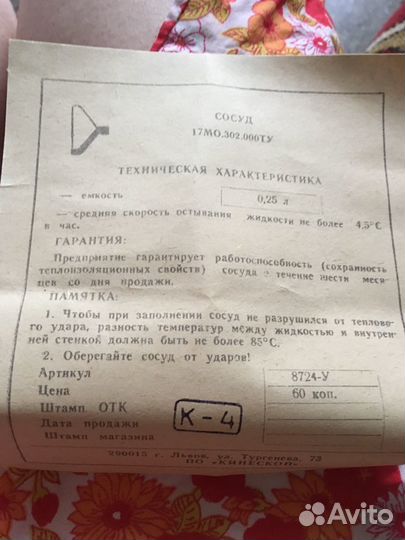 СОСУД
17МО.302.000ТУ
ТЕХНИЧЕСКАЯ ХАРАКТЕРИСТИКА
— емкость 0,25 л
— средняя скорость остывания жидкости не более 4,5°С
в час.
ГАРАНТИЯ:
Предприятие гарантирует работоспособность (сохранность
теплоизоляционных свойств) сосуда в течение шести меся-
цев со дня продажи.
ПАМЯТКА:
1. Чтобы при заполнении сосуд не разрушился от теплово-
го удара, разность температур между жидкостью и внутрен-
ней стенкой должна быть не более 85°С.
2. Оберегайте сосуд от ударов!
Артикул 8724-У
Цена 60 коп.
Штамп ОТК К-4
Дата продажи
Штамп магазина
290015 г. Львов, ул. Тургенева, 73
ПО «КИНЕСКОП»
Avito